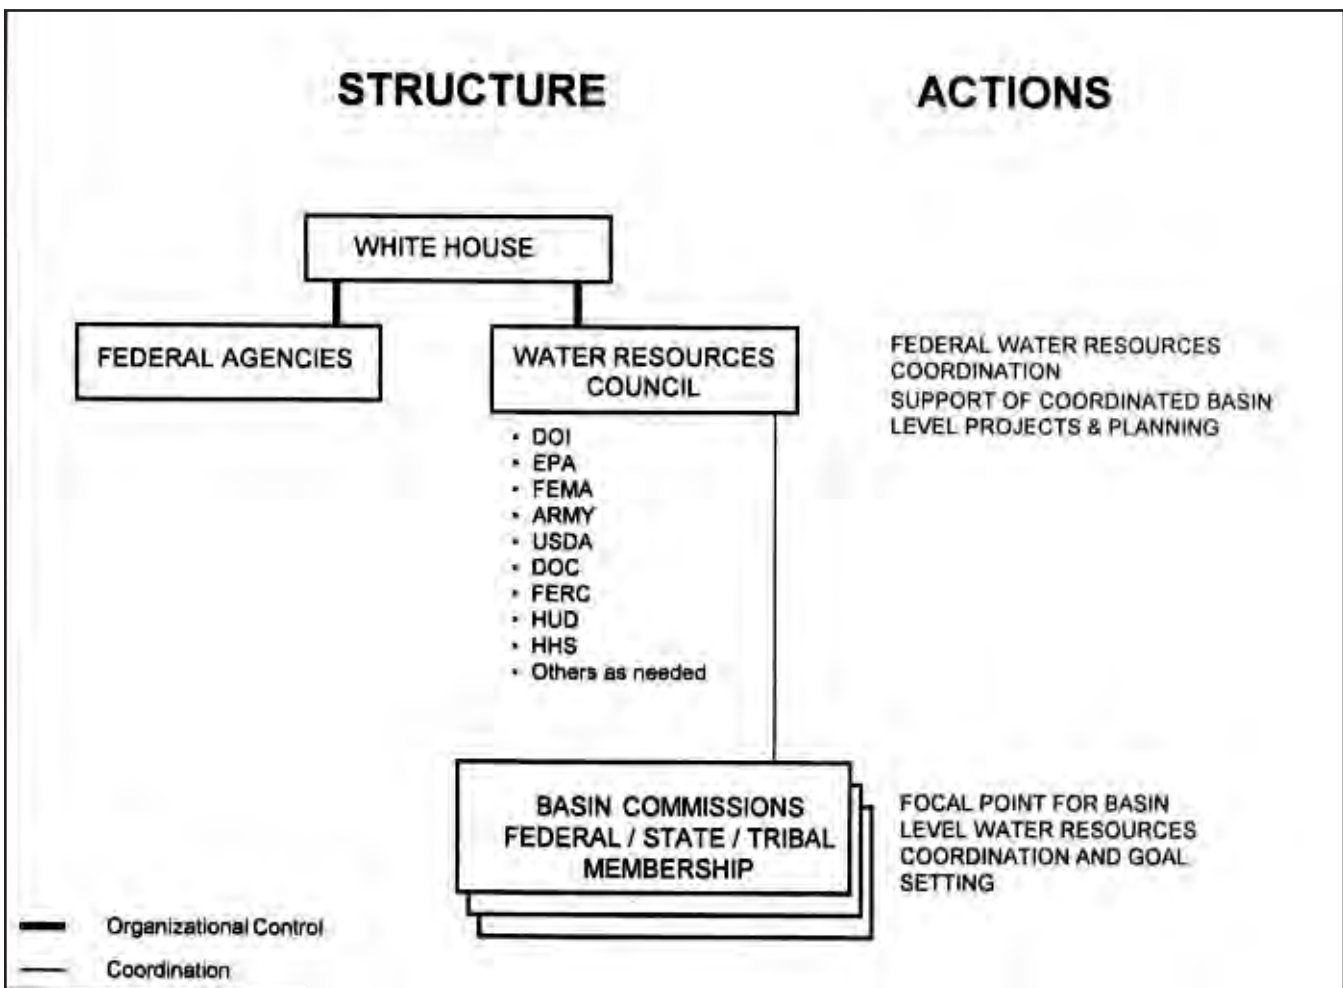 STRUCTURE
ACTIONS
WHITE HOUSE
FEDERAL AGENCIES
WATER RESOURCES
COUNCIL
FEDERAL WATER RESOURCES
COORDINATION
SUPPORT OF COORDINATED BASIN
LEVEL PROJECTS & PLANNING
· DOI
· EPA
· FEMA
· ARMY
· USDA
· DOC
· FERC
· HUD
· HHS
· Others as needed
BASIN COMMISSIONS
FEDERAL / STATE / TRIBAL
MEMBERSHIP
FOCAL POINT FOR BASIN
LEVEL WATER RESOURCES
COORDINATION AND GOAL
SETTING
Organizational Control
Coordination